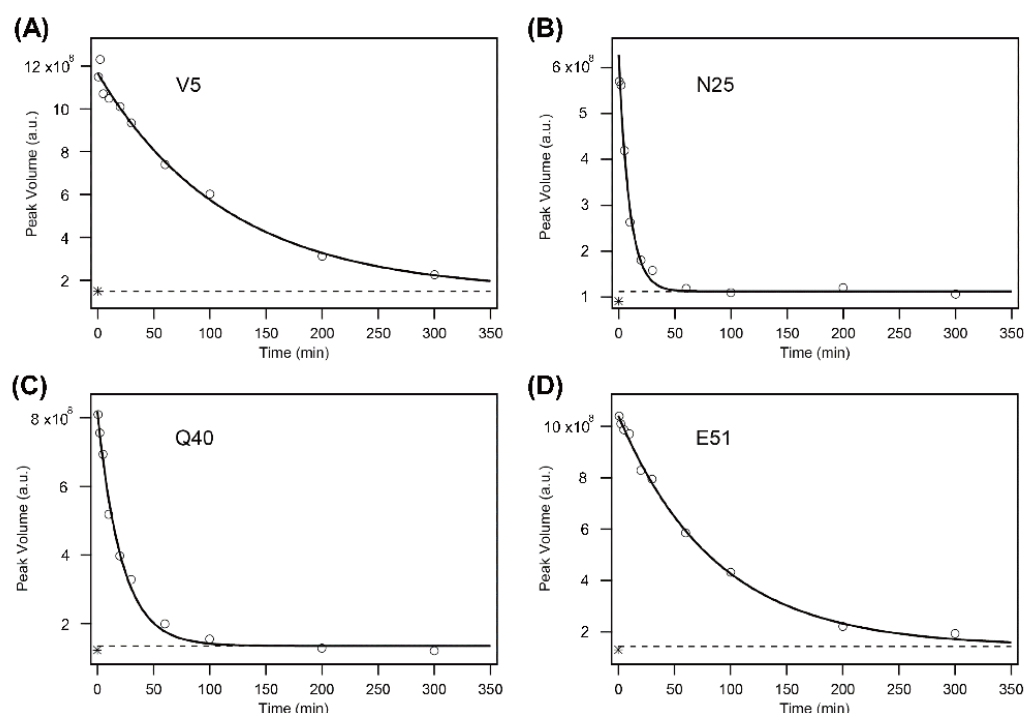 (A)
V5
12 x10⁸
10
8
6
4
2
Peak Volume (a.u.)
0 50 100 150 200 250 300 350
Time (min)
(B)
N25
6 x10⁸
5
4
3
2
1
Peak Volume (a.u.)
0 50 100 150 200 250 300 350
Time (min)
(C)
Q40
8 x10⁸
6
4
2
Peak Volume (a.u.)
0 50 100 150 200 250 300 350
Time (min)
(D)
E51
10 x10⁸
8
6
4
2
Peak Volume (a.u.)
0 50 100 150 200 250 300 350
Time (min)